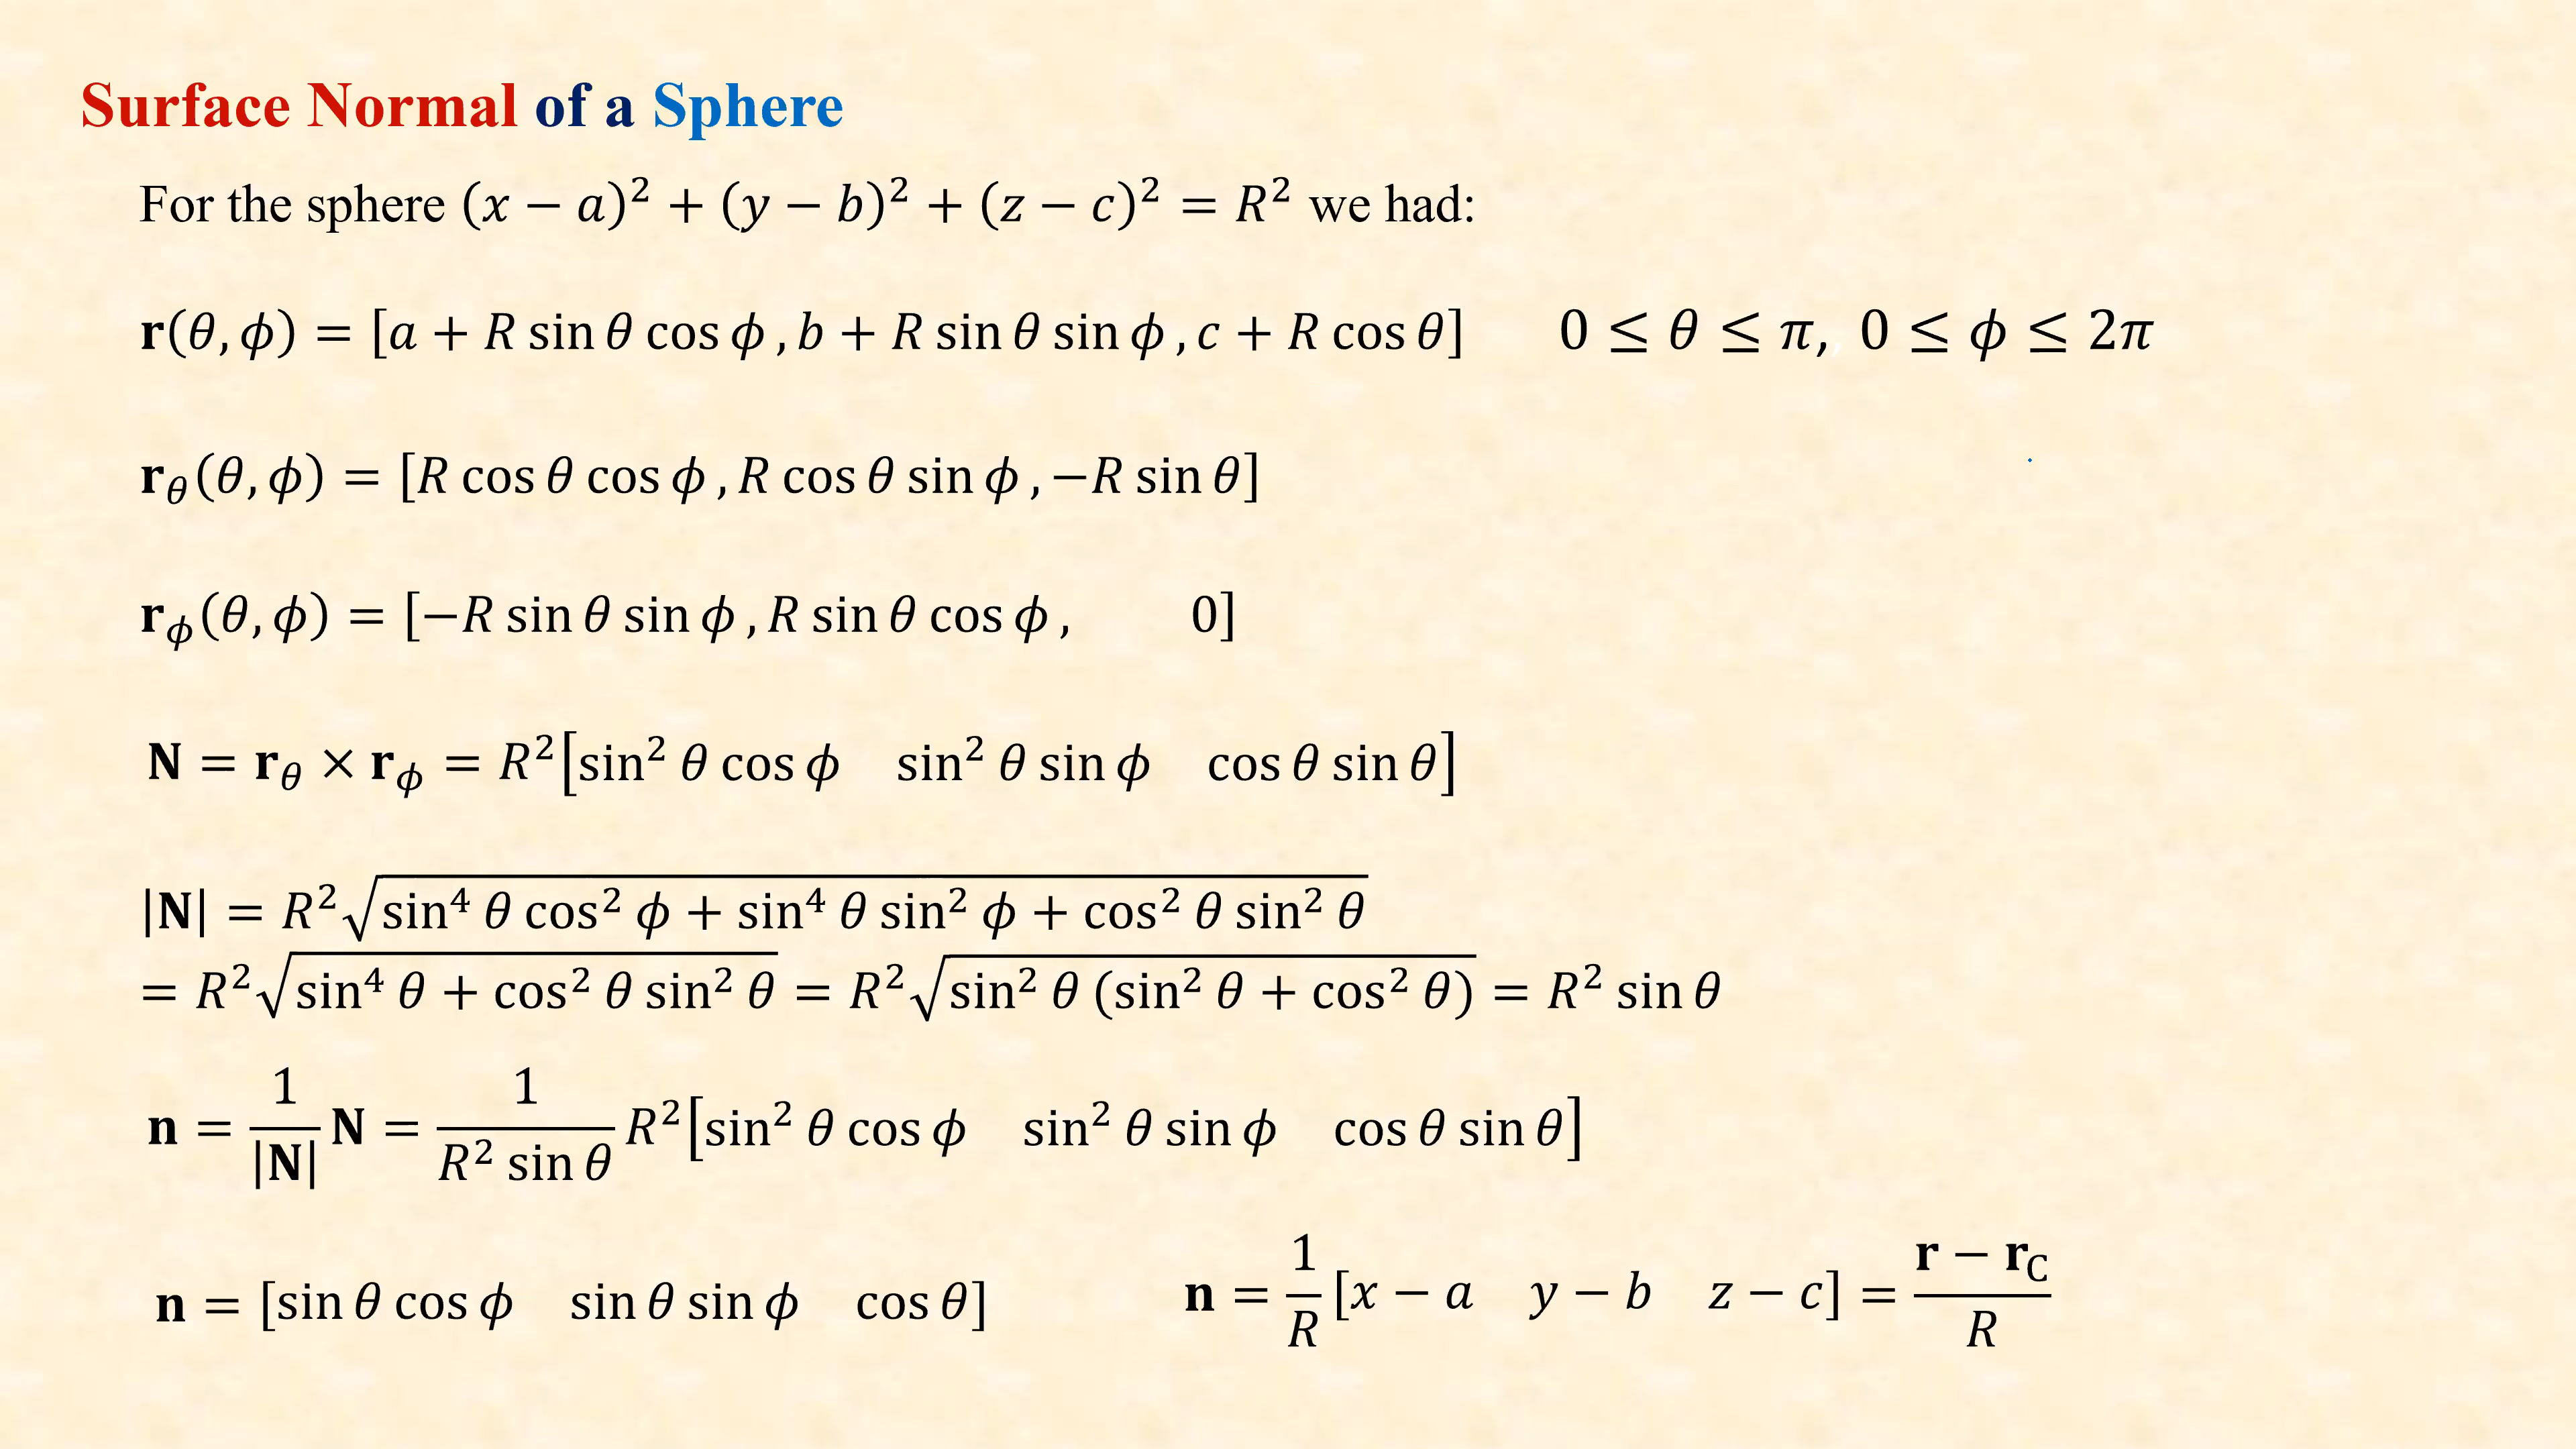 Surface Normal of a Sphere
For the sphere (x − a)² + (y − b)² + (z − c)² = R² we had:
𝐫(θ, ϕ) = [a + R sin θ cos ϕ , b + R sin θ sin ϕ , c + R cos θ]    0 ≤ θ ≤ π, 0 ≤ ϕ ≤ 2π
𝐫_θ(θ, ϕ) = [R cos θ cos ϕ , R cos θ sin ϕ , −R sin θ]
𝐫_ϕ(θ, ϕ) = [−R sin θ sin ϕ , R sin θ cos ϕ ,    0]
𝐍 = 𝐫_θ × 𝐫_ϕ = R²[sin² θ cos ϕ    sin² θ sin ϕ    cos θ sin θ]
|𝐍| = R²√(sin⁴ θ cos² ϕ + sin⁴ θ sin² ϕ + cos² θ sin² θ)
= R²√(sin⁴ θ + cos² θ sin² θ) = R²√(sin² θ (sin² θ + cos² θ)) = R² sin θ
𝐧 = 1/|𝐍| 𝐍 = 1/(R² sin θ) R²[sin² θ cos ϕ    sin² θ sin ϕ    cos θ sin θ]
𝐧 = [sin θ cos ϕ    sin θ sin ϕ    cos θ]    𝐧 = 1/R [x − a    y − b    z − c] = (𝐫 − 𝐫_C)/R